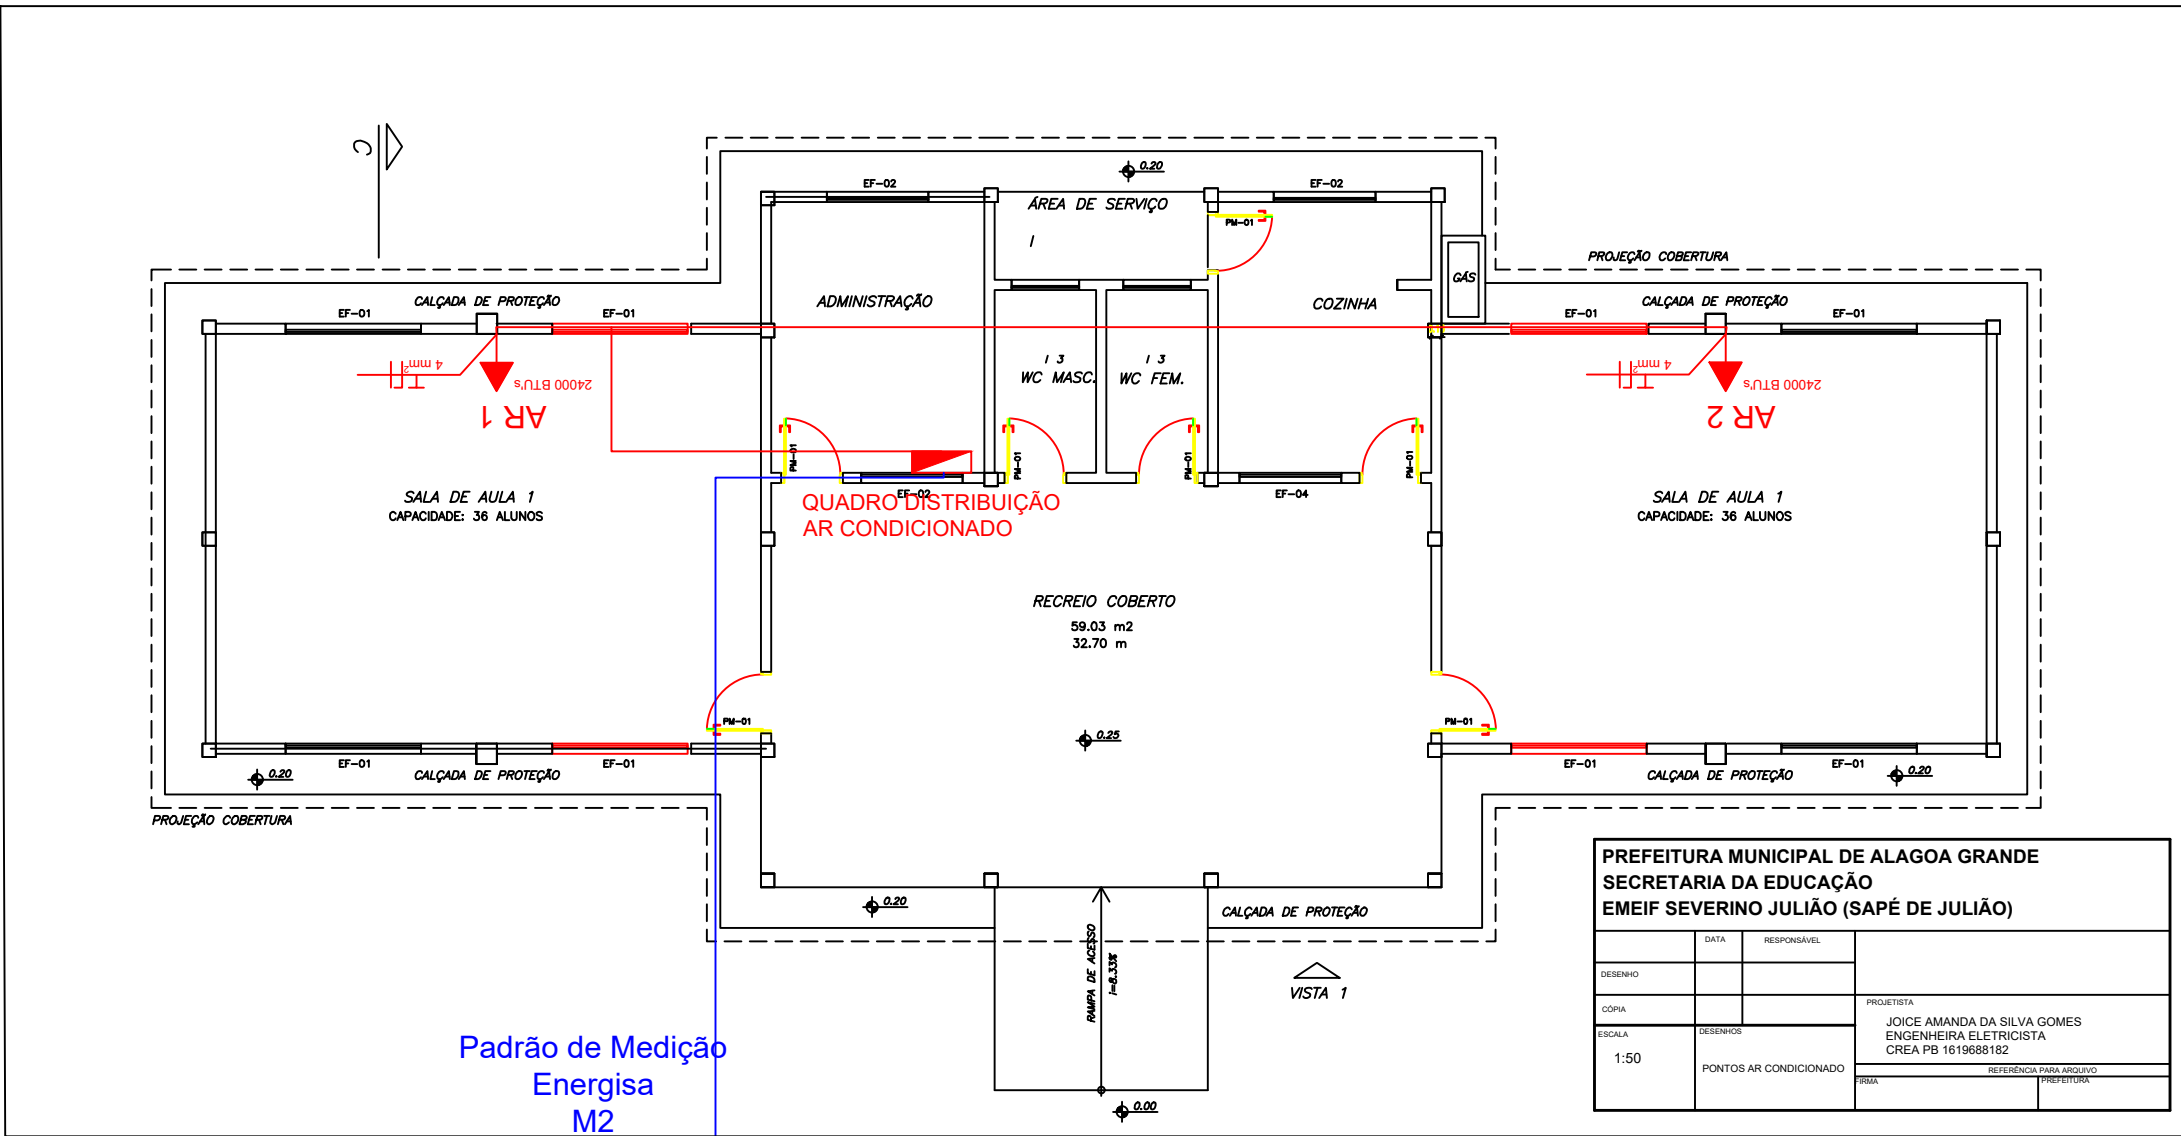 C
0.20
EF-02
EF-02
ÁREA DE SERVIÇO
PM-01
PROJEÇÃO COBERTURA
GÁS
ADMINISTRAÇÃO
COZINHA
CALÇADA DE PROTEÇÃO
CALÇADA DE PROTEÇÃO
EF-01
EF-01
EF-01
EF-01
4 mm²
24000 BTU's
AR 1
1 3
WC MASC.
1 3
WC FEM.
4 mm²
24000 BTU's
AR 2
PM-01
PM-01
PM-01
PM-01
EF-02
EF-04
QUADRO DISTRIBUIÇÃO
AR CONDICIONADO
SALA DE AULA 1
CAPACIDADE: 36 ALUNOS
SALA DE AULA 1
CAPACIDADE: 36 ALUNOS
RECREIO COBERTO
59.03 m2
32.70 m
PM-01
PM-01
0.25
EF-01
EF-01
EF-01
EF-01
0.20
CALÇADA DE PROTEÇÃO
CALÇADA DE PROTEÇÃO
0.20
PROJEÇÃO COBERTURA
0.20
CALÇADA DE PROTEÇÃO
RAMPA DE ACESSO
i=8.33%
VISTA 1
0.00
Padrão de Medição
Energisa
M2
PREFEITURA MUNICIPAL DE ALAGOA GRANDE
SECRETARIA DA EDUCAÇÃO
EMEIF SEVERINO JULIÃO (SAPÉ DE JULIÃO)
DATA
RESPONSÁVEL
DESENHO
CÓPIA
ESCALA
1:50
DESENHOS
PONTOS AR CONDICIONADO
PROJETISTA
JOICE AMANDA DA SILVA GOMES
ENGENHEIRA ELETRICISTA
CREA PB 1619688182
REFERÊNCIA PARA ARQUIVO
FIRMA
PREFEITURA